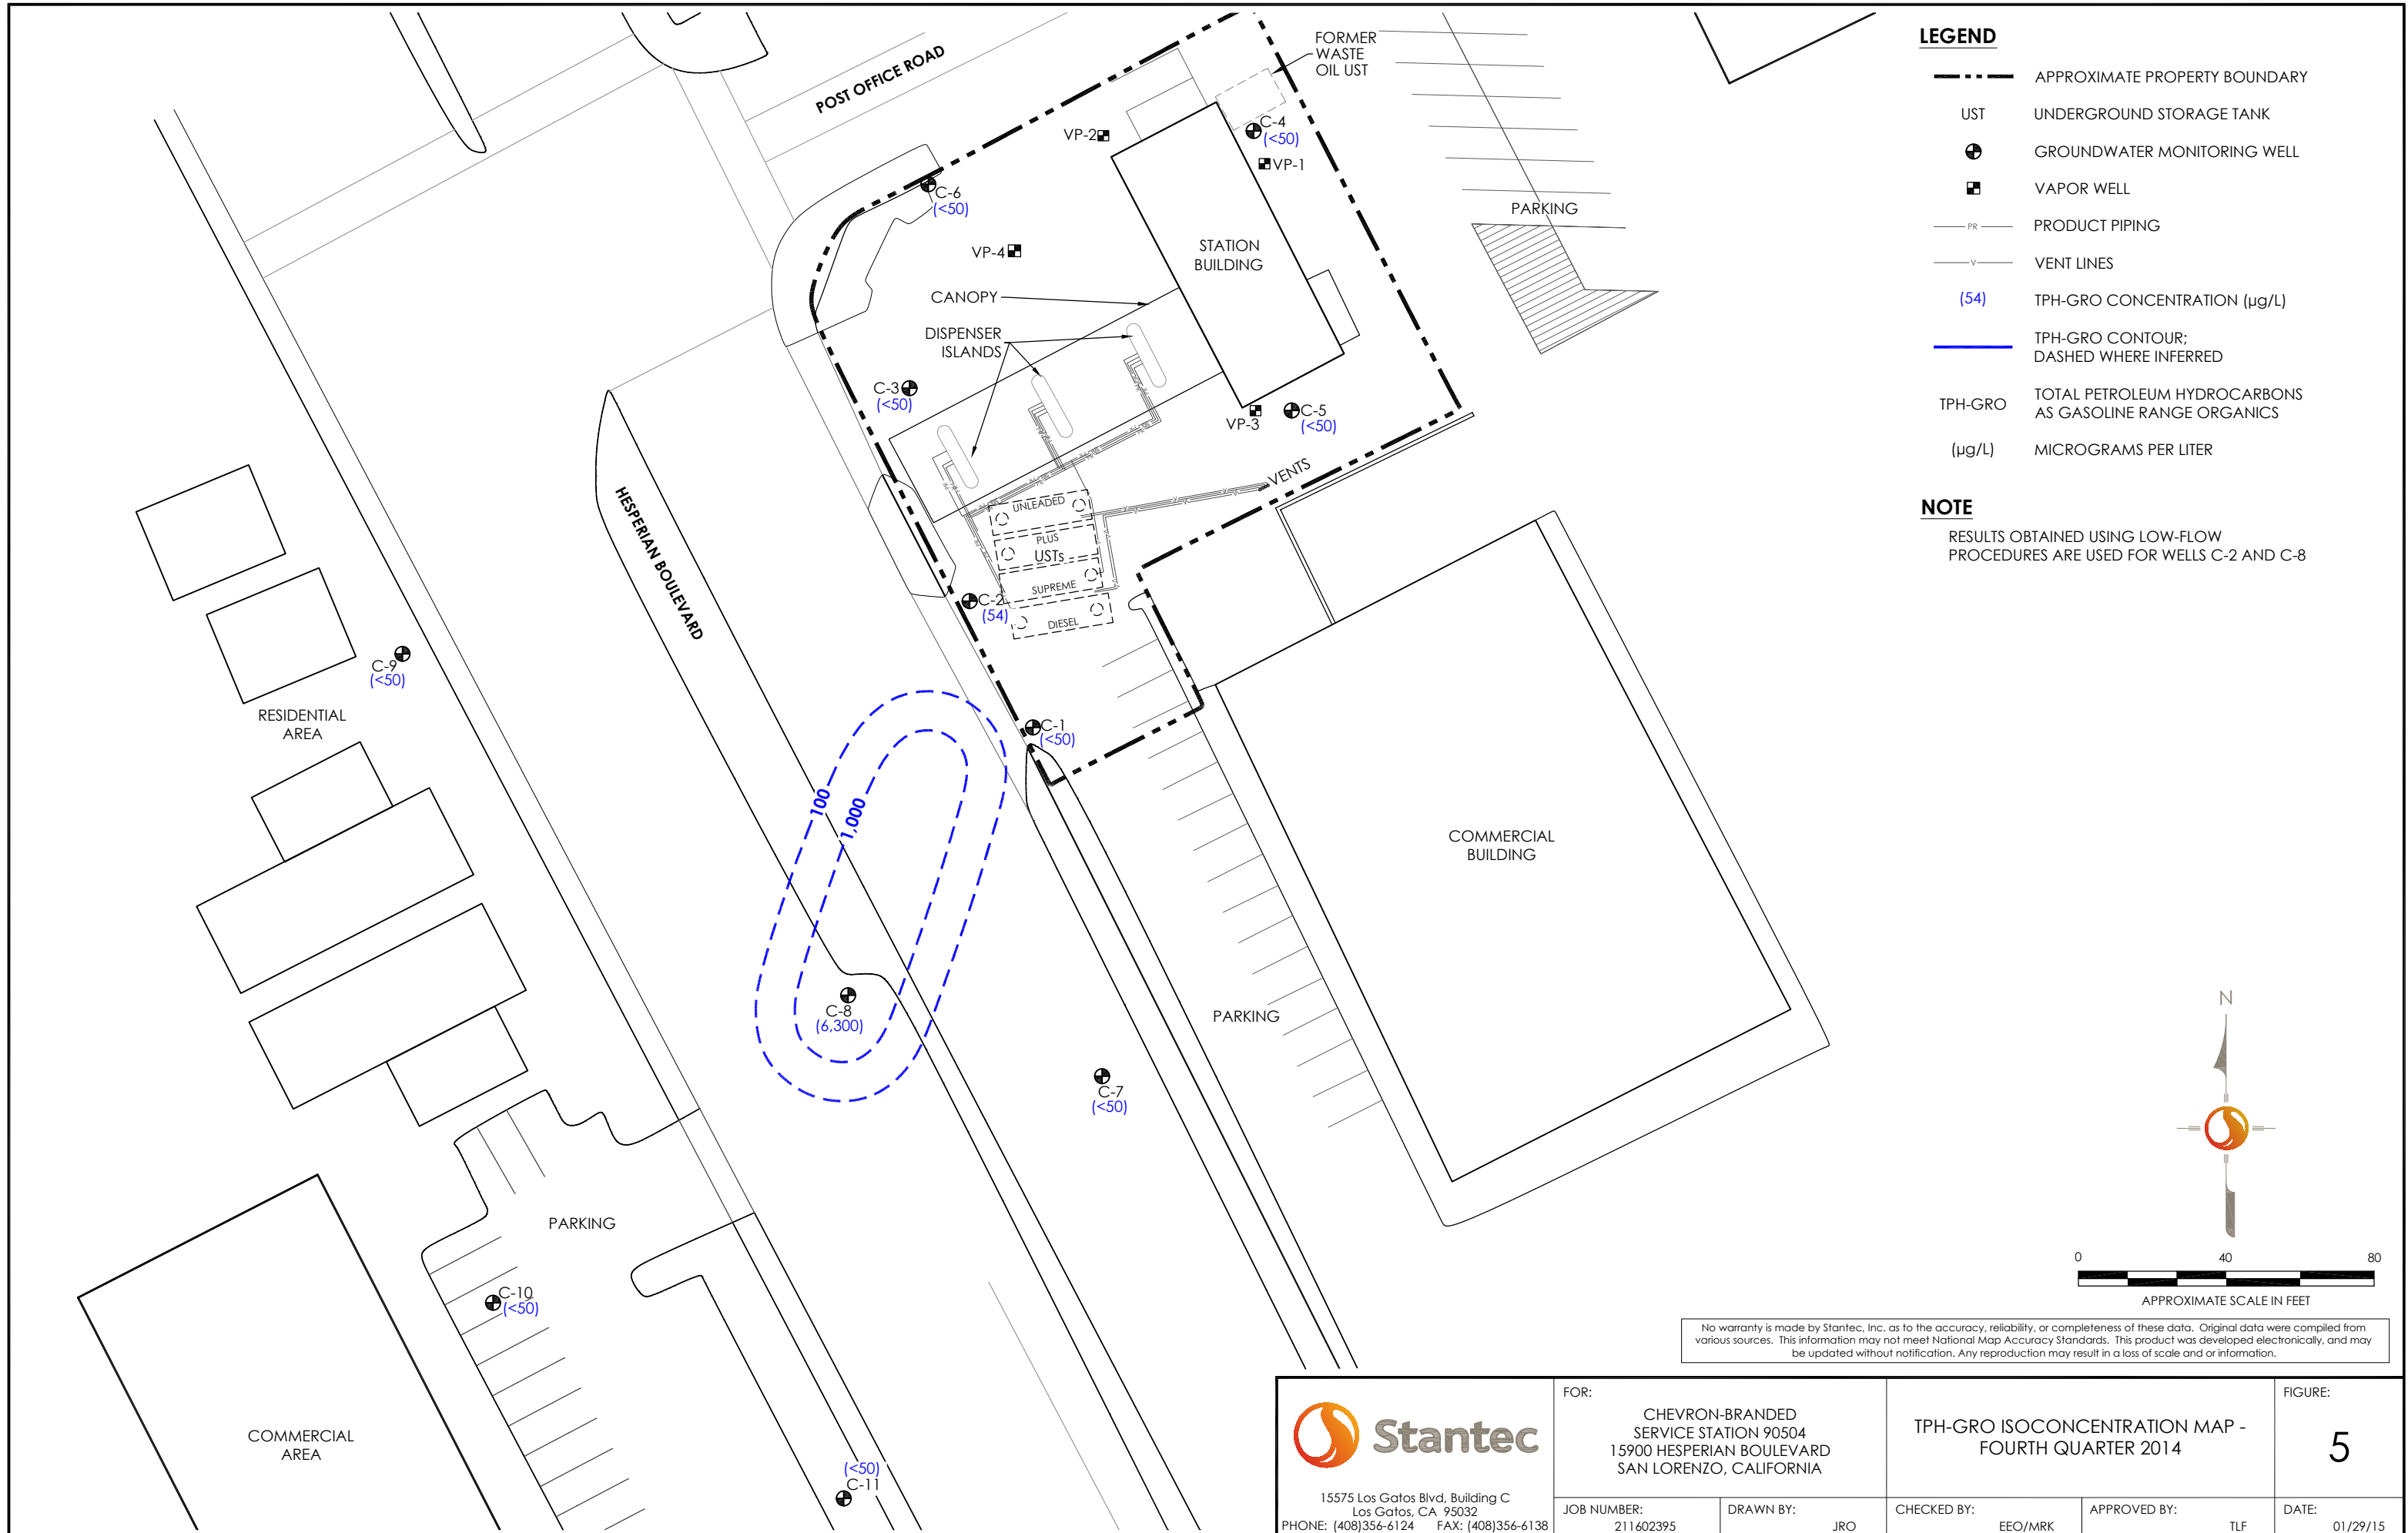 POST OFFICE ROAD
FORMER
WASTE
OIL UST
VP-2
C-4
(<50)
VP-1
C-6
(<50)
PARKING
VP-4
STATION
BUILDING
CANOPY
DISPENSER
ISLANDS
C-3
(<50)
VP-3
C-5
(<50)
VENTS
UNLEADED
PLUS
USTs
SUPREME
DIESEL
HESPERIAN BOULEVARD
C-2
(54)
C-9
(<50)
RESIDENTIAL
AREA
C-1
(<50)
100
1,000
COMMERCIAL
BUILDING
C-8
(6,300)
PARKING
C-7
(<50)
PARKING
C-10
(<50)
COMMERCIAL
AREA
(<50)
C-11
LEGEND
APPROXIMATE PROPERTY BOUNDARY
UST UNDERGROUND STORAGE TANK
GROUNDWATER MONITORING WELL
VAPOR WELL
PR PRODUCT PIPING
V VENT LINES
(54) TPH-GRO CONCENTRATION (µg/L)
TPH-GRO CONTOUR;
DASHED WHERE INFERRED
TPH-GRO TOTAL PETROLEUM HYDROCARBONS
AS GASOLINE RANGE ORGANICS
(µg/L) MICROGRAMS PER LITER
NOTE
RESULTS OBTAINED USING LOW-FLOW
PROCEDURES ARE USED FOR WELLS C-2 AND C-8
N
0 40 80
APPROXIMATE SCALE IN FEET
No warranty is made by Stantec, Inc. as to the accuracy, reliability, or completeness of these data. Original data were compiled from
various sources. This information may not meet National Map Accuracy Standards. This product was developed electronically, and may
be updated without notification. Any reproduction may result in a loss of scale and or information.
Stantec
15575 Los Gatos Blvd, Building C
Los Gatos, CA 95032
PHONE: (408)356-6124 FAX: (408)356-6138
FOR:
CHEVRON-BRANDED
SERVICE STATION 90504
15900 HESPERIAN BOULEVARD
SAN LORENZO, CALIFORNIA
TPH-GRO ISOCONCENTRATION MAP -
FOURTH QUARTER 2014
FIGURE:
5
JOB NUMBER:
211602395
DRAWN BY:
JRO
CHECKED BY:
EEO/MRK
APPROVED BY:
TLF
DATE:
01/29/15